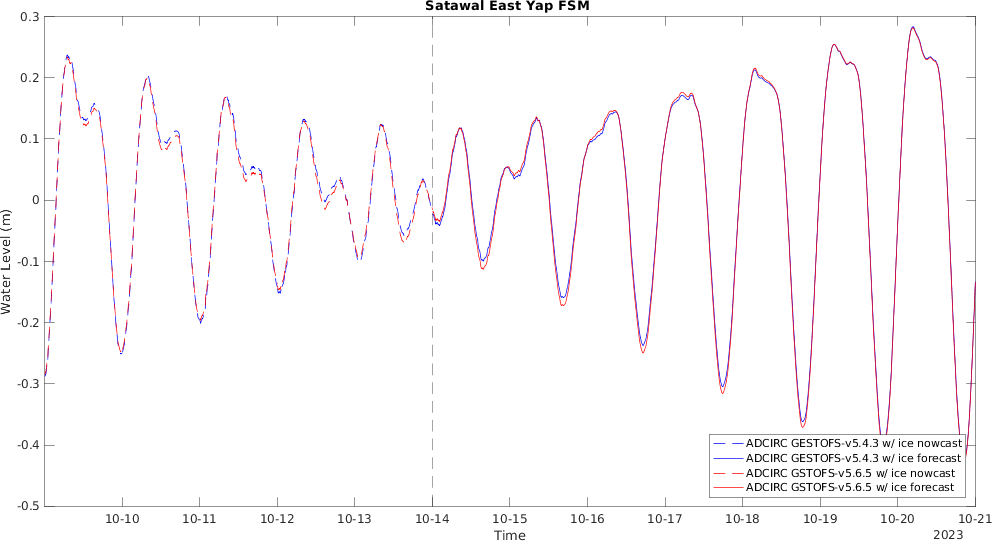 Satawal East Yap FSM
0.3
0.2
0.1
0
-0.1
-0.2
-0.3
-0.4
-0.5
Water Level (m)
ADCIRC GESTOFS-v5.4.3 w/ ice nowcast
ADCIRC GESTOFS-v5.4.3 w/ ice forecast
ADCIRC GSTOFS-v5.6.5 w/ ice nowcast
ADCIRC GSTOFS-v5.6.5 w/ ice forecast
10-10 10-11 10-12 10-13 10-14 10-15 10-16 10-17 10-18 10-19 10-20 10-21
Time
2023